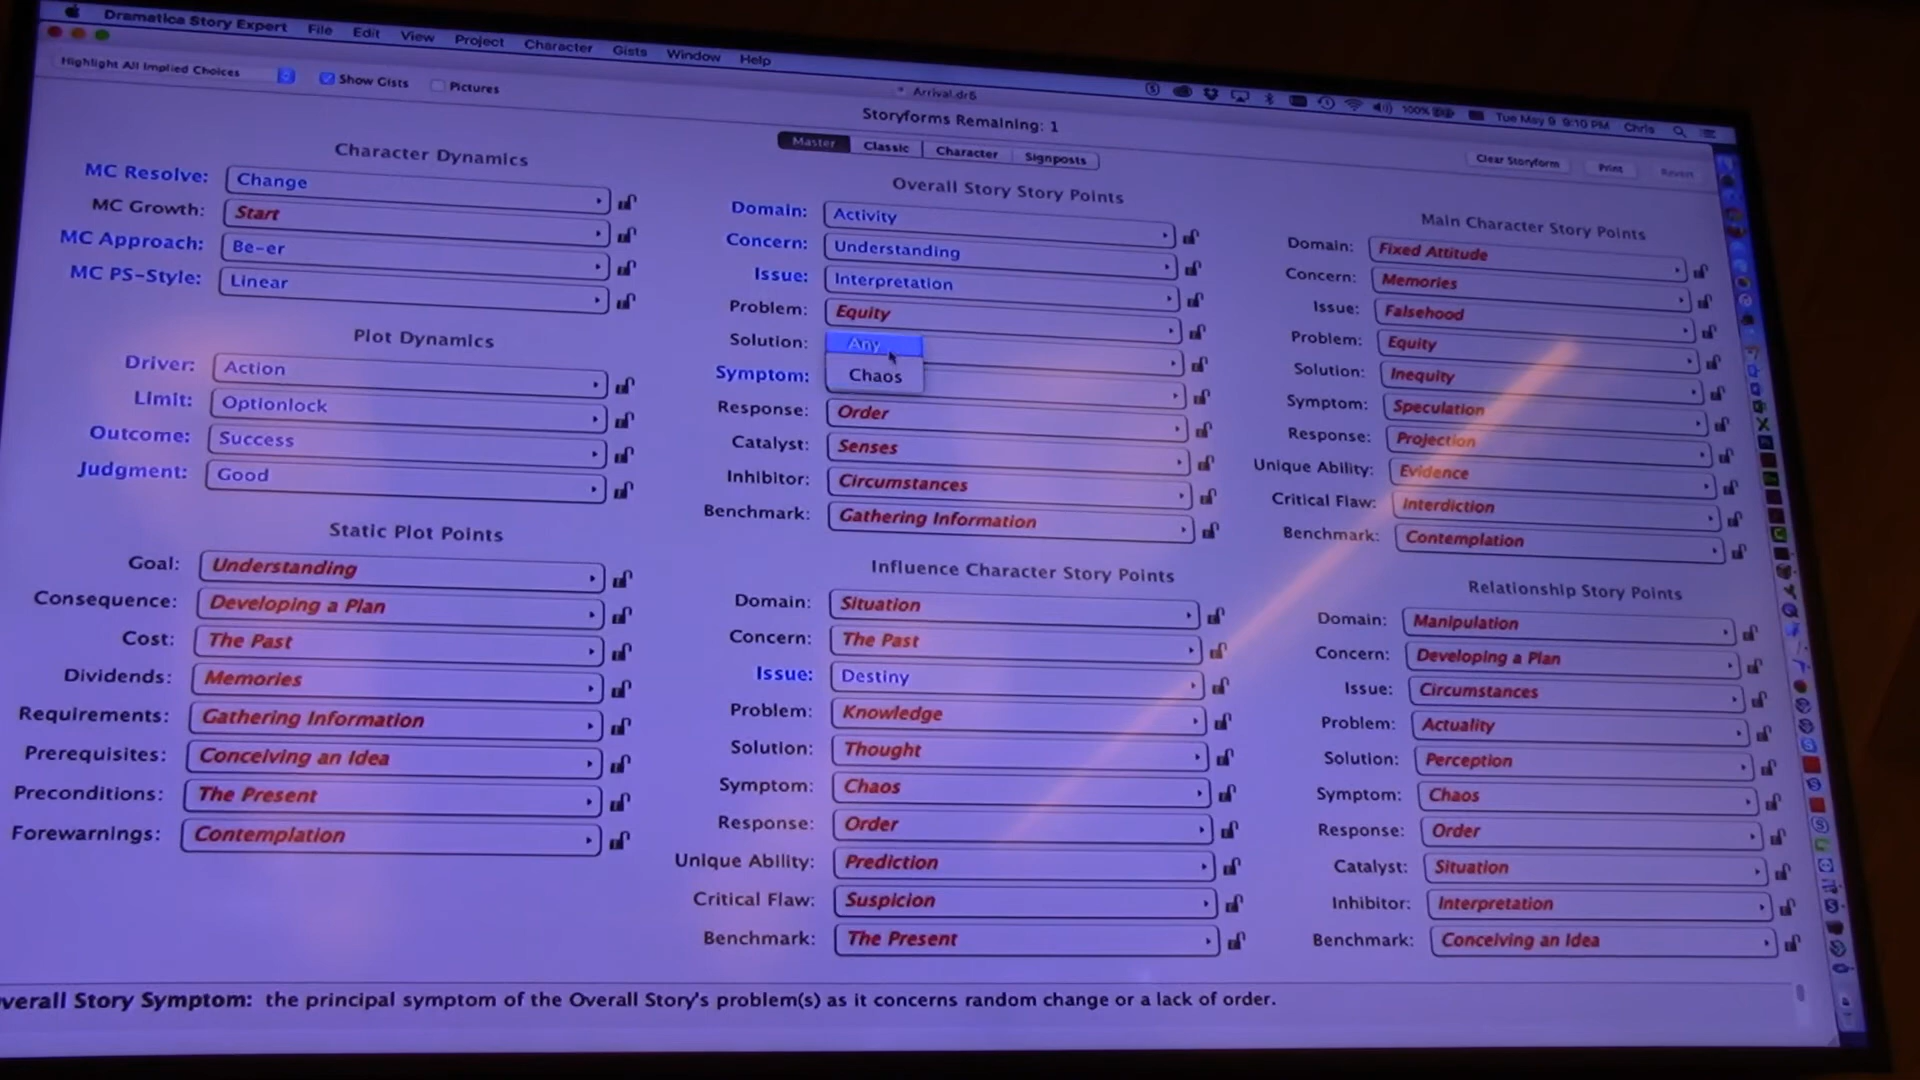 Dramatica Story Expert File Edit View Project Character Gists Window Help
100% Tue May 9 9:10 PM Chris
Highlight All Implied Choices Show Gists Pictures
Arrival.dr5
Storyforms Remaining: 1
Master Classic Character Signposts
Clear Storyform Print Revert
Character Dynamics
MC Resolve: Change
MC Growth: Start
MC Approach: Be-er
MC PS-Style: Linear
Plot Dynamics
Driver: Action
Limit: Optionlock
Outcome: Success
Judgment: Good
Static Plot Points
Goal: Understanding
Consequence: Developing a Plan
Cost: The Past
Dividends: Memories
Requirements: Gathering Information
Prerequisites: Conceiving an Idea
Preconditions: The Present
Forewarnings: Contemplation
Overall Story Story Points
Domain: Activity
Concern: Understanding
Issue: Interpretation
Problem: Equity
Solution: Any
Symptom: Chaos
Response: Order
Catalyst: Senses
Inhibitor: Circumstances
Benchmark: Gathering Information
Influence Character Story Points
Domain: Situation
Concern: The Past
Issue: Destiny
Problem: Knowledge
Solution: Thought
Symptom: Chaos
Response: Order
Unique Ability: Prediction
Critical Flaw: Suspicion
Benchmark: The Present
Main Character Story Points
Domain: Fixed Attitude
Concern: Memories
Issue: Falsehood
Problem: Equity
Solution: Inequity
Symptom: Speculation
Response: Projection
Unique Ability: Evidence
Critical Flaw: Interdiction
Benchmark: Contemplation
Relationship Story Points
Domain: Manipulation
Concern: Developing a Plan
Issue: Circumstances
Problem: Actuality
Solution: Perception
Symptom: Chaos
Response: Order
Catalyst: Situation
Inhibitor: Interpretation
Benchmark: Conceiving an Idea
verall Story Symptom: the principal symptom of the Overall Story's problem(s) as it concerns random change or a lack of order.